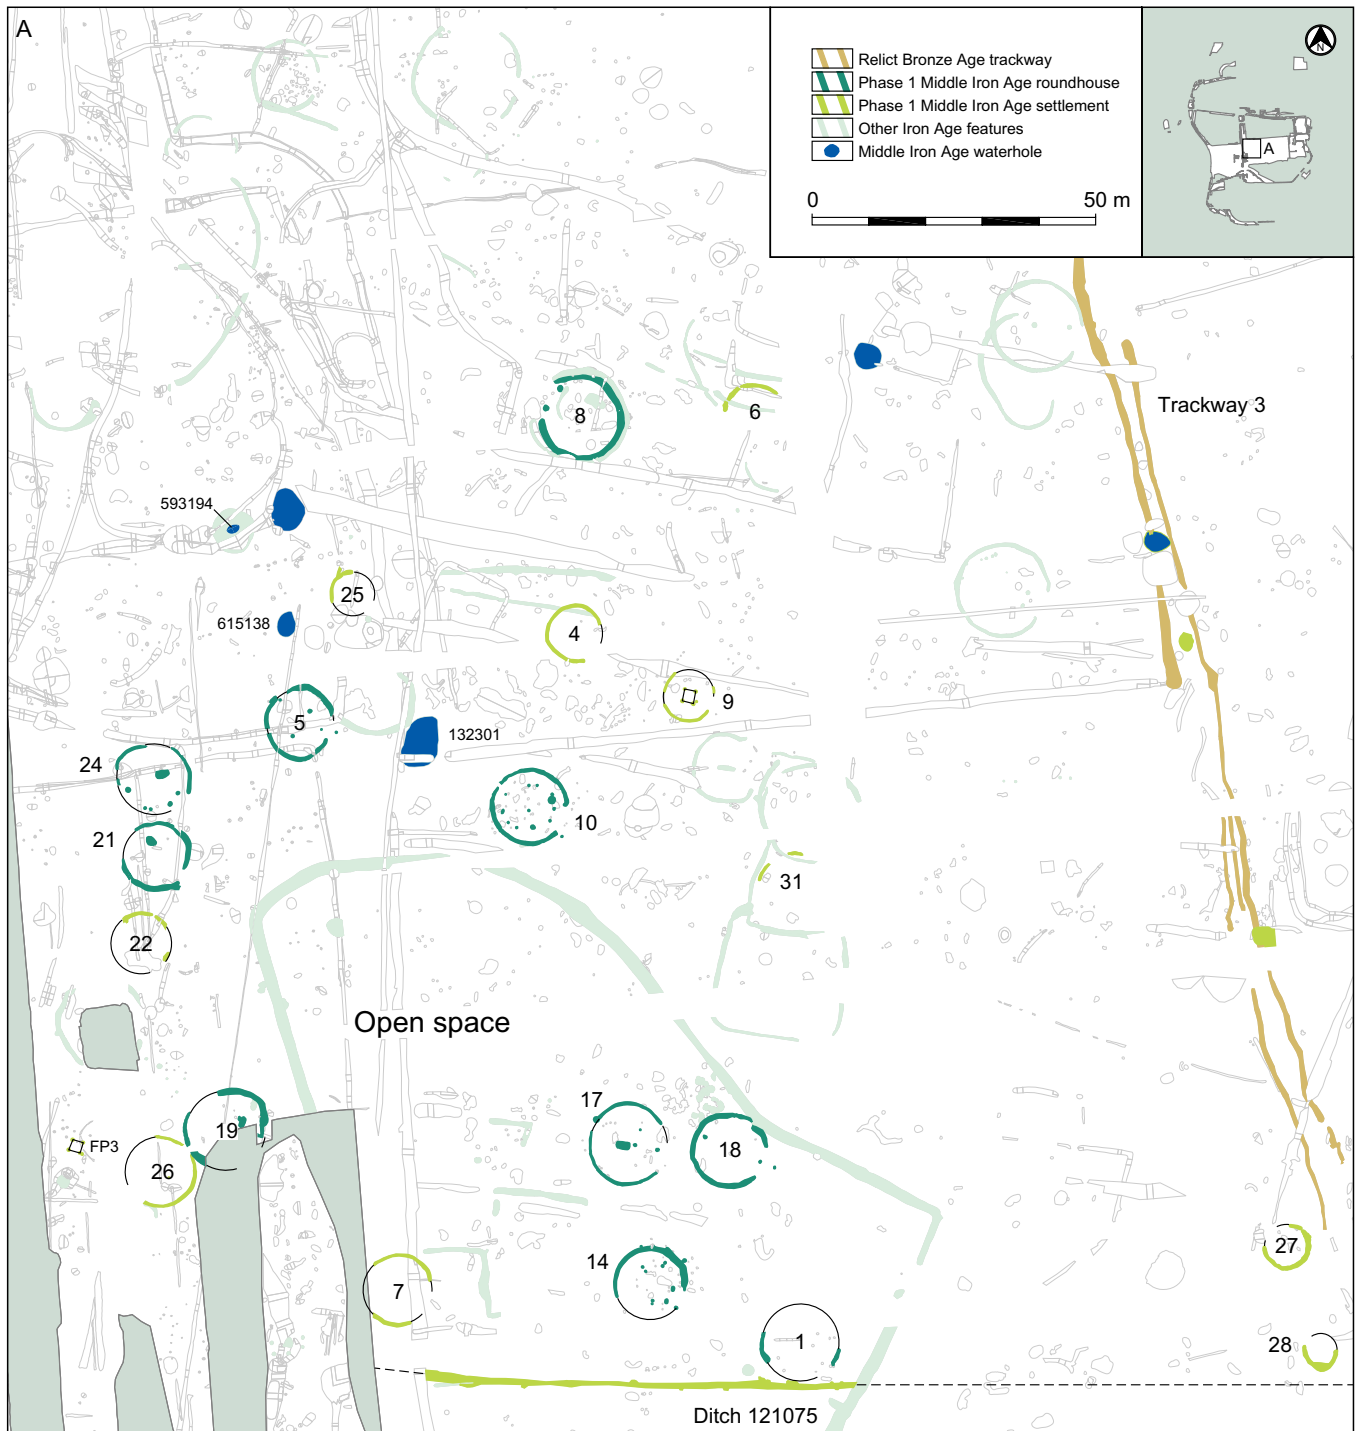 A
Relict Bronze Age trackway
Phase 1 Middle Iron Age roundhouse
Phase 1 Middle Iron Age settlement
Other Iron Age features
Middle Iron Age waterhole
0
50 m
N
A
Trackway 3
8
6
593194
25
615138
4
9
5
132301
24
10
21
31
22
Open space
17
19
18
FP3
26
27
14
7
1
28
Ditch 121075